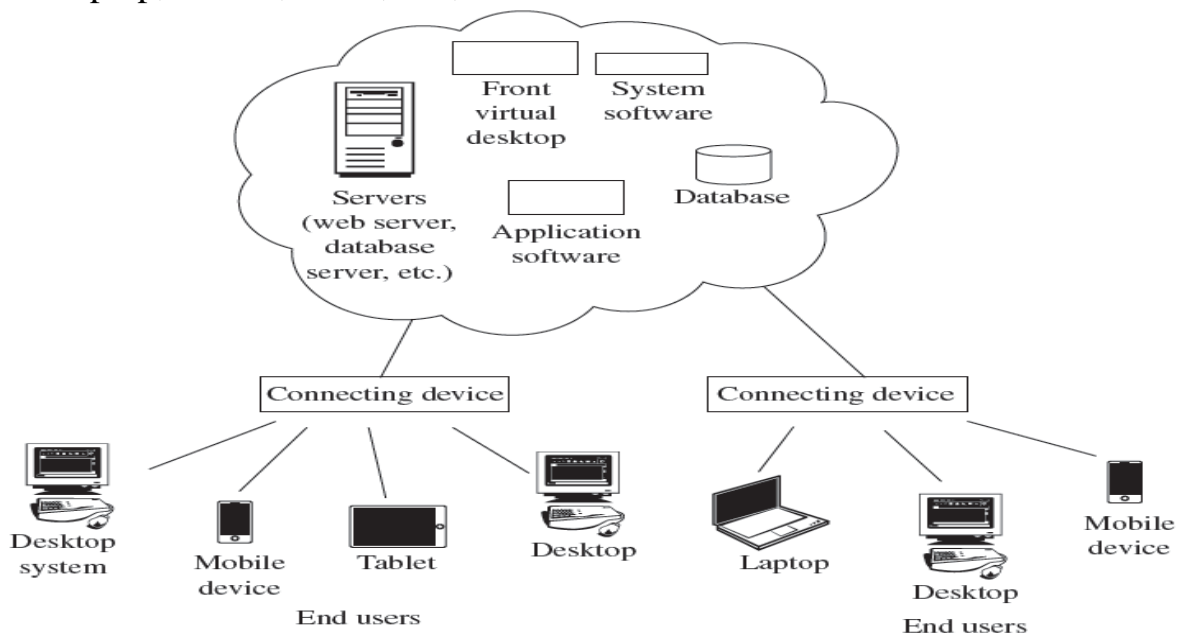 Front
virtual
desktop
System
software
Servers
(web server,
database
server, etc.)
Application
software
Database
Connecting device
Connecting device
Desktop
system
Mobile
device
Tablet
Desktop
End users
Laptop
Desktop
Mobile
device
End users